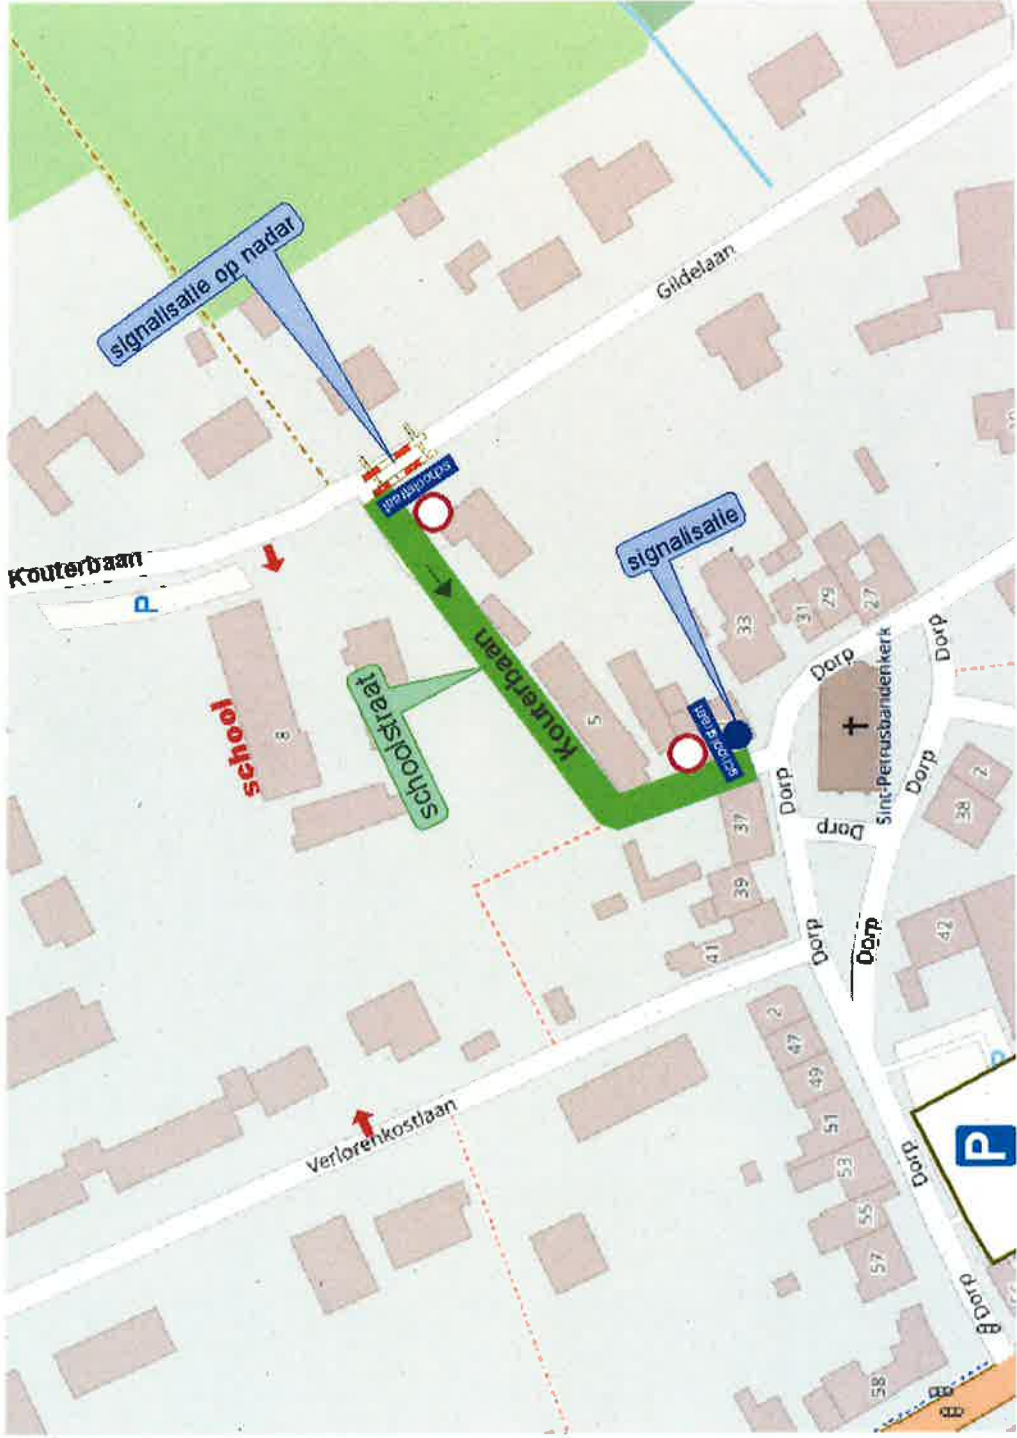 signalisatie op nadar
Gildelaan
Kouterbaan
P
schoolstraat
signalisatie
school
8
schoolstraat
Kouterbaan
5
schoolstraat
33
31
29
27
Dorp
Dorp
Sint-Petrusbandenkerk
Dorp
Dorp
Dorp
37
39
41
2
38
Dorp
Dorp
42
2
47
49
51
53
55
57
58
Verlorenkostlaan
Dorp
P
P
Dorp